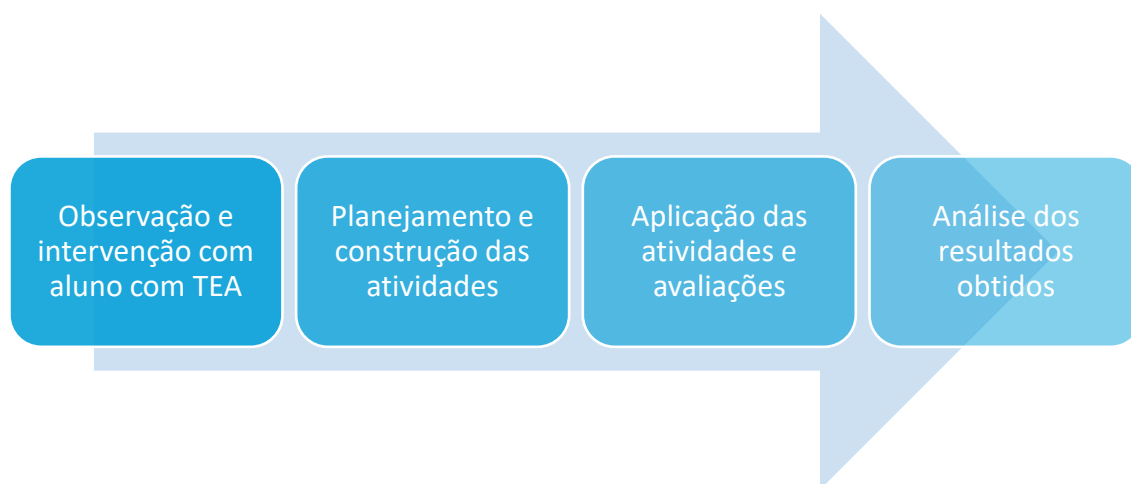 Observação e
intervenção com
aluno com TEA
Planejamento e
construção das
atividades
Aplicação das
atividades e
avaliações
Análise dos
resultados
obtidos